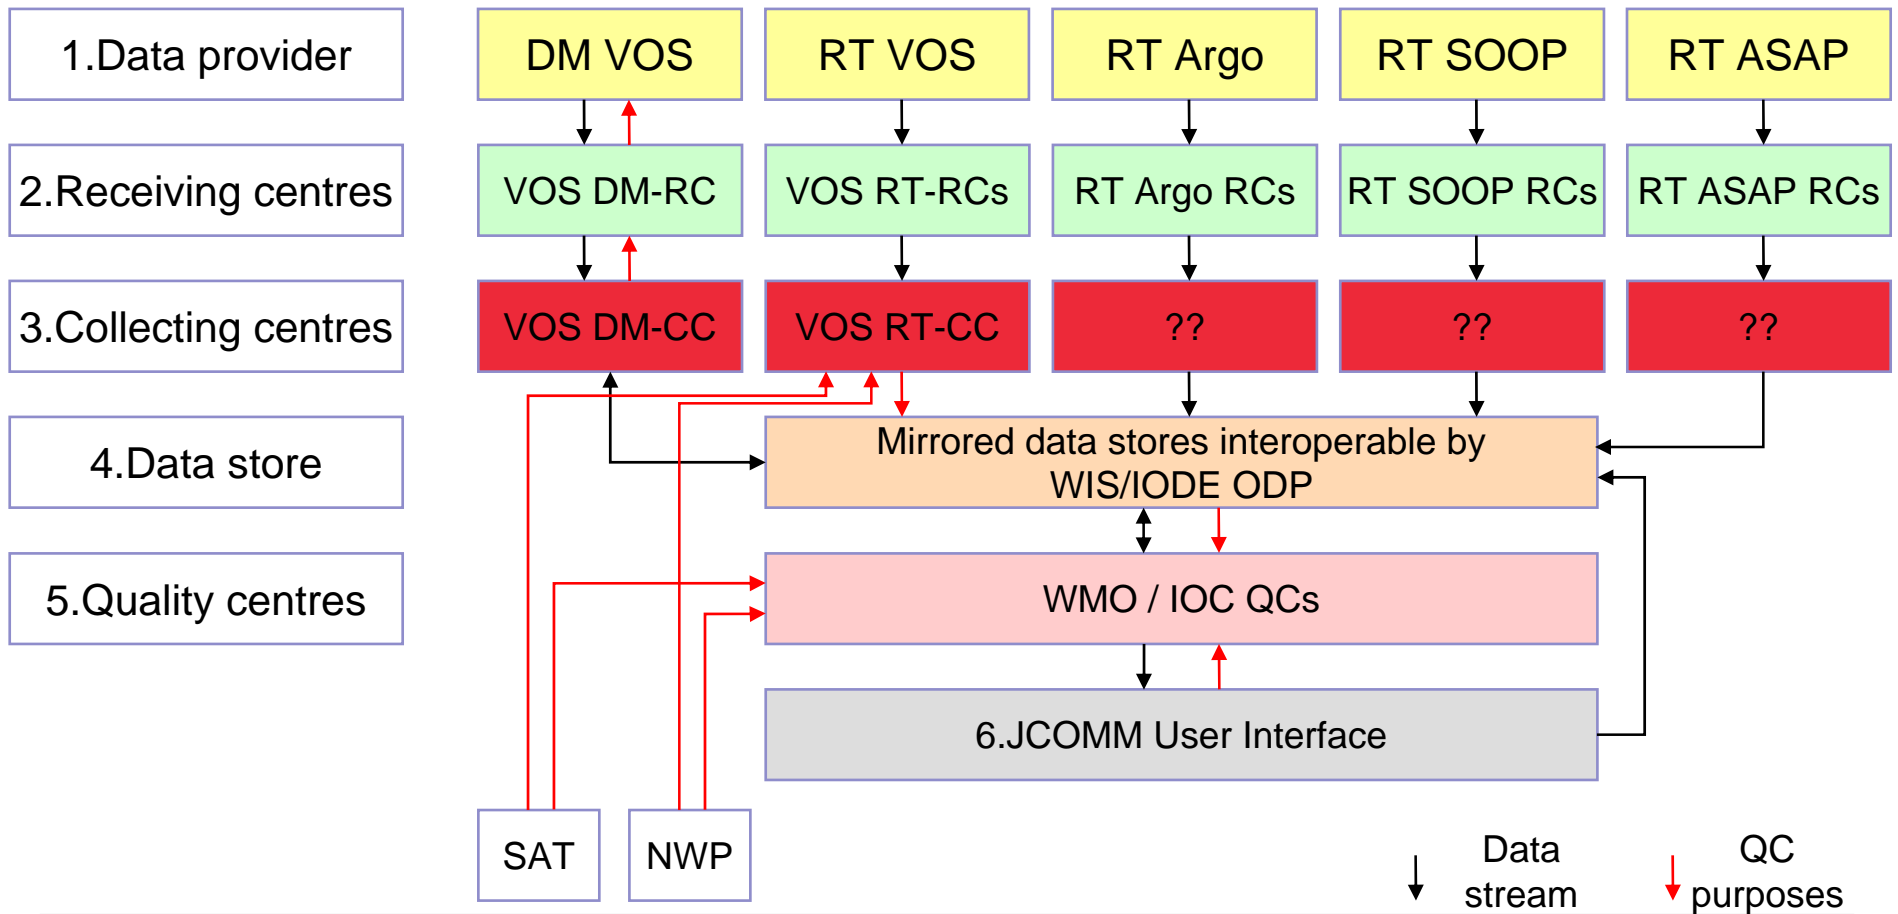 1.Data provider
DM VOS
RT VOS
RT Argo
RT SOOP
RT ASAP
2.Receiving centres
VOS DM-RC
VOS RT-RCs
RT Argo RCs
RT SOOP RCs
RT ASAP RCs
3.Collecting centres
VOS DM-CC
VOS RT-CC
??
??
??
4.Data store
Mirrored data stores interoperable by
WIS/IODE ODP
5.Quality centres
WMO / IOC QCs
6.JCOMM User Interface
SAT
NWP
Data
stream
QC
purposes